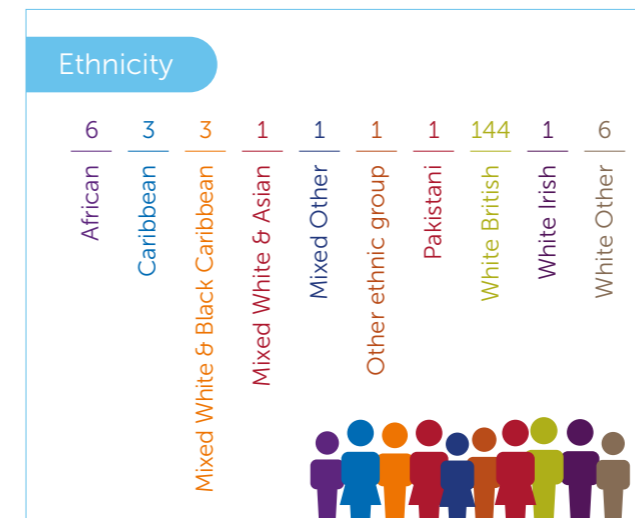 Ethnicity
6 3 3 1 1 1 1 144 1 6
African
Caribbean
Mixed White & Black Caribbean
Mixed White & Asian
Mixed Other
Other ethnic group
Pakistani
White British
White Irish
White Other